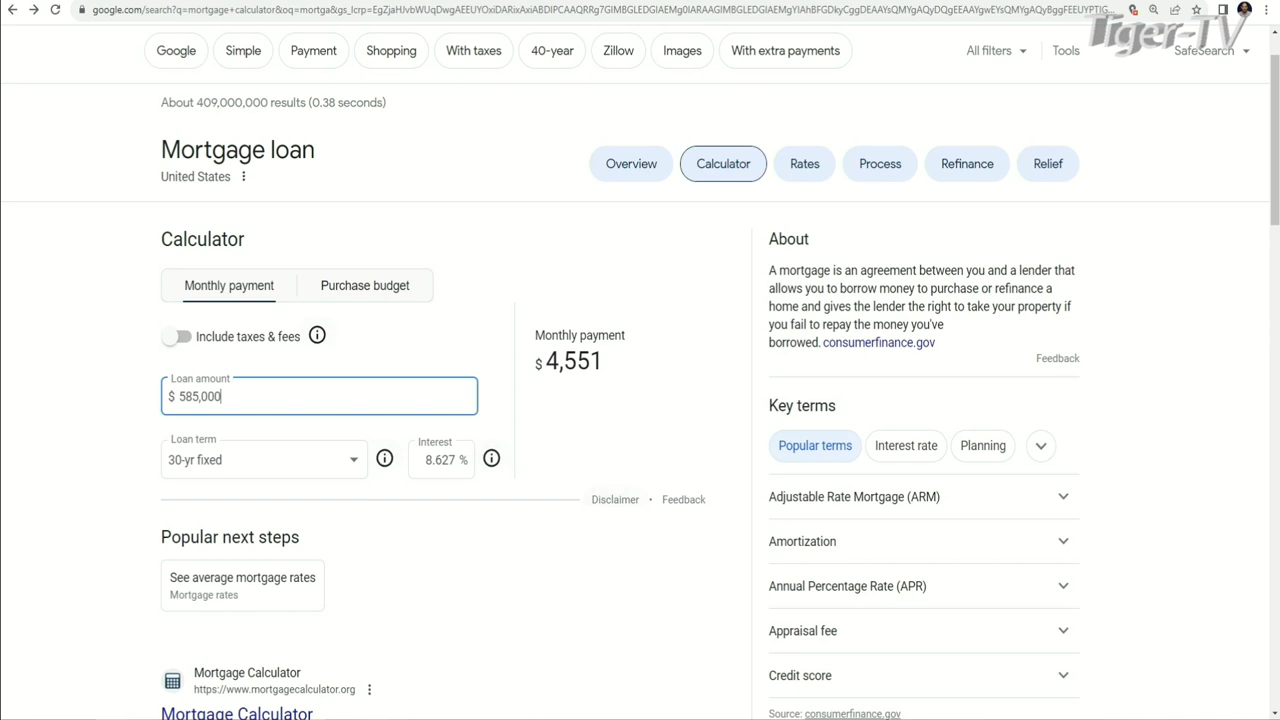 google.com/search?q=mortgage+calculator&oq=mortga&gs_lcrp=
Tiger-TV
Google
Simple
Payment
Shopping
With taxes
40-year
Zillow
Images
With extra payments
All filters
Tools
SafeSearch
About 409,000,000 results (0.38 seconds)
Mortgage loan
United States
Overview
Calculator
Rates
Process
Refinance
Relief
Calculator
Monthly payment
Purchase budget
Include taxes & fees
Loan amount
$ 585,000
Loan term
30-yr fixed
Interest
8.627 %
Monthly payment
$ 4,551
Disclaimer • Feedback
Popular next steps
See average mortgage rates
Mortgage rates
Mortgage Calculator
https://www.mortgagecalculator.org
Mortgage Calculator
About
A mortgage is an agreement between you and a lender that
allows you to borrow money to purchase or refinance a
home and gives the lender the right to take your property if
you fail to repay the money you've
borrowed. consumerfinance.gov
Feedback
Key terms
Popular terms
Interest rate
Planning
Adjustable Rate Mortgage (ARM)
Amortization
Annual Percentage Rate (APR)
Appraisal fee
Credit score
Source: consumerfinance.gov